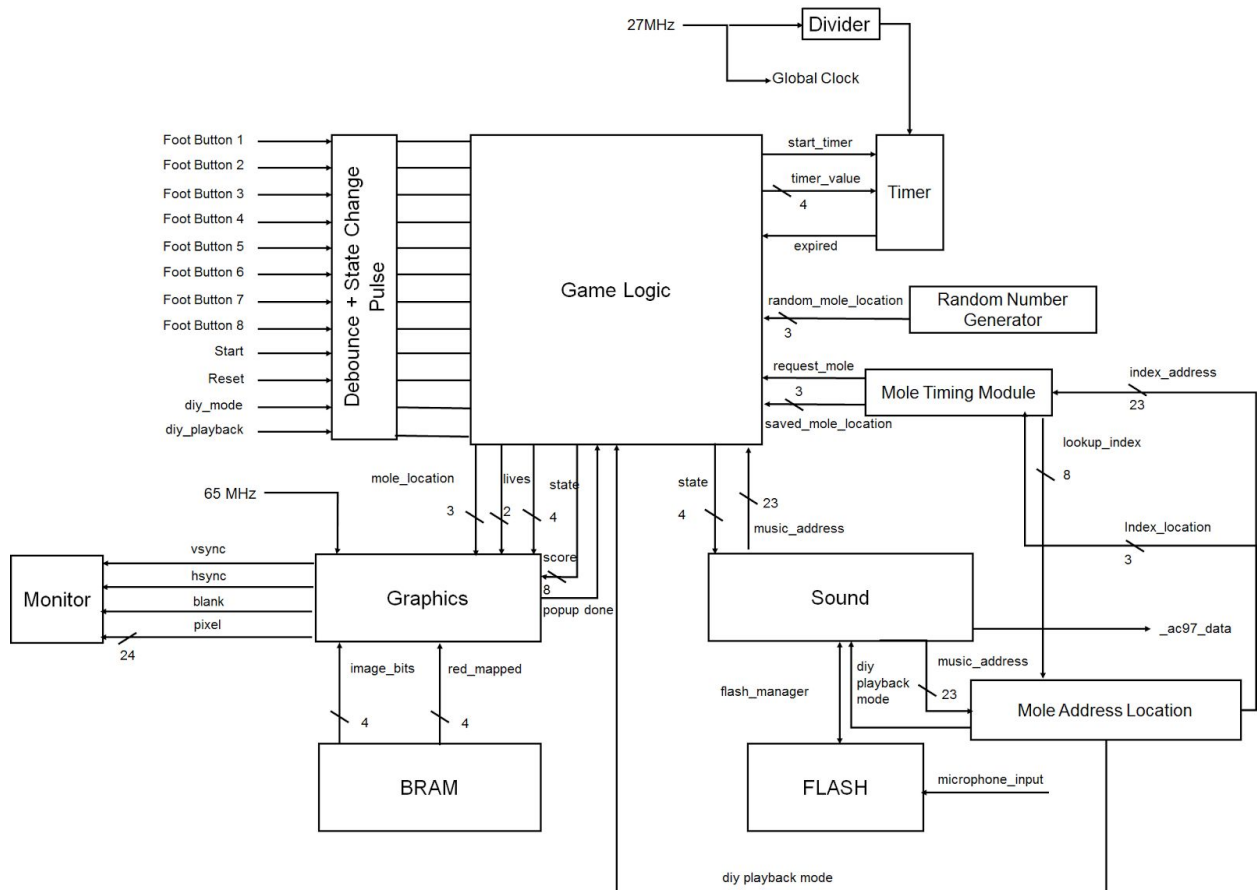 27MHz
Divider
Global Clock
Foot Button 1
Foot Button 2
Foot Button 3
Foot Button 4
Foot Button 5
Foot Button 6
Foot Button 7
Foot Button 8
Start
Reset
diy_mode
diy_playback
Debounce + State Change
Pulse
Game Logic
start_timer
timer_value
4
expired
Timer
random_mole_location
3
Random Number
Generator
request_mole
3
saved_mole_location
Mole Timing Module
index_address
23
lookup_index
8
Index_location
3
mole_location
3
lives
2
state
4
score
8
popup done
state
4
23
music_address
65 MHz
vsync
hsync
blank
pixel
24
Monitor
Graphics
Sound
_ac97_data
image_bits
4
red_mapped
4
BRAM
flash_manager
diy
playback
mode
music_address
23
Mole Address Location
FLASH
microphone_input
diy playback mode